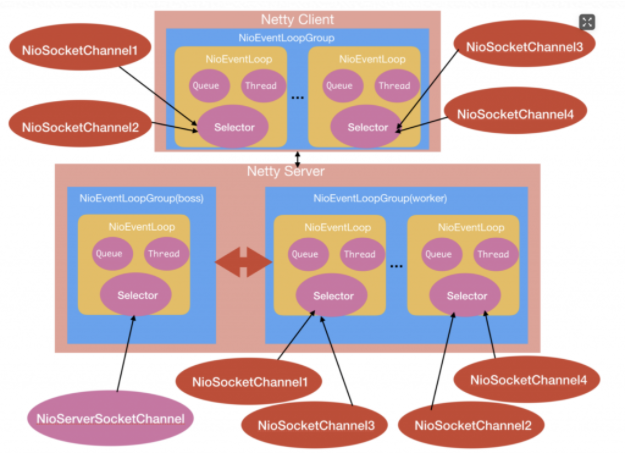 Netty Client
NioEventLoopGroup
NioSocketChannel1
NioSocketChannel2
NioEventLoop
Queue
Thread
Selector
...
NioEventLoop
Queue
Thread
Selector
NioSocketChannel3
NioSocketChannel4
Netty Server
NioEventLoopGroup(boss)
NioEventLoop
Queue
Thread
Selector
NioEventLoopGroup(worker)
NioEventLoop
Queue
Thread
Selector
...
NioEventLoop
Queue
Thread
Selector
NioServerSocketChannel
NioSocketChannel1
NioSocketChannel3
NioSocketChannel2
NioSocketChannel4